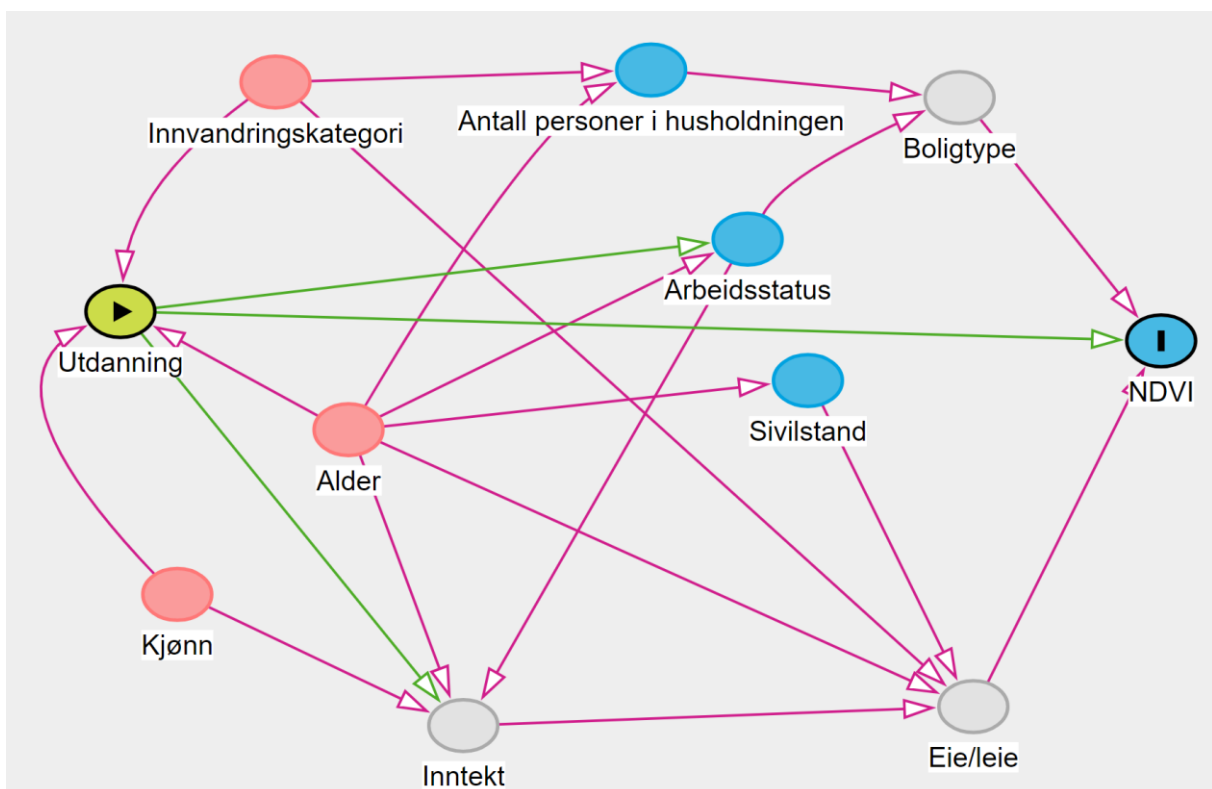 Innvandringskategori
Antall personer i husholdningen
Boligtype
Arbeidsstatus
Utdanning
NDVI
Sivilstand
Alder
Kjønn
Inntekt
Eie/leie